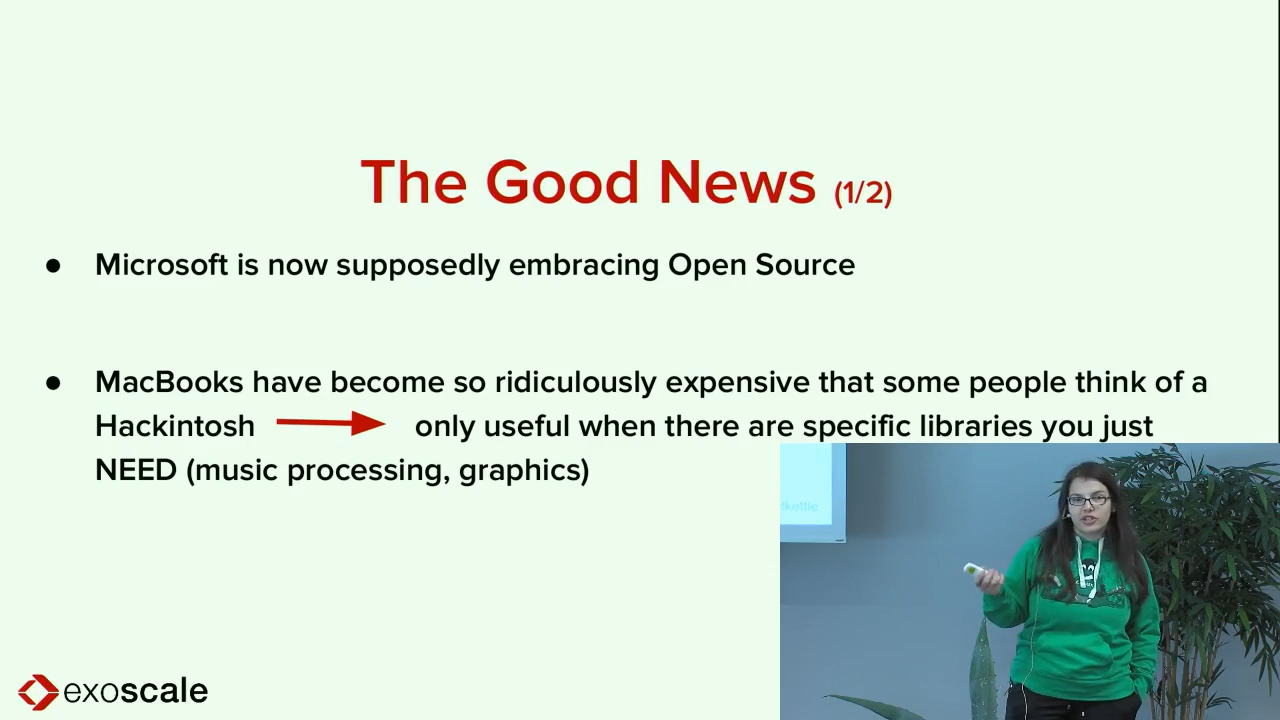 The Good News (1/2)
● Microsoft is now supposedly embracing Open Source
● MacBooks have become so ridiculously expensive that some people think of a
Hackintosh only useful when there are specific libraries you just
NEED (music processing, graphics)
exoscale